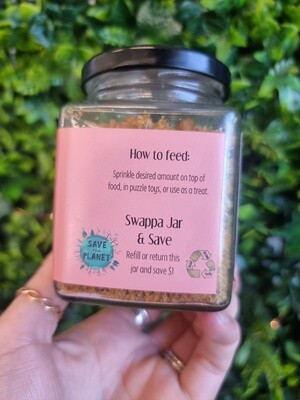 How to feed:
Sprinkle desired amount on top of
food, in puzzle toys, or use as a treat
Swappa Jar
& Save
Refill or return this
jar and save $1
SAVE
PLANET